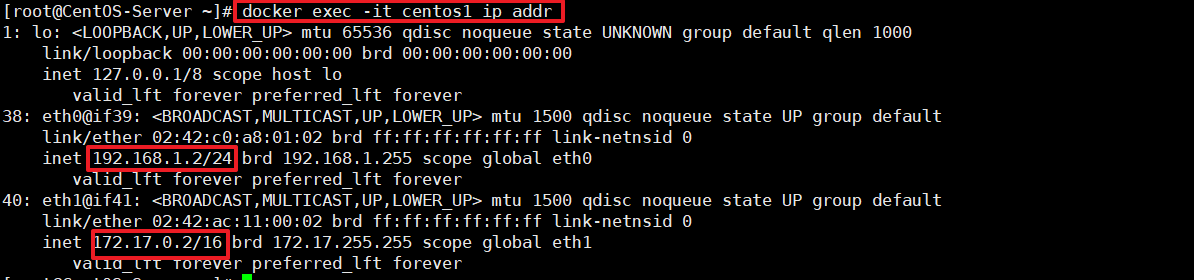 [root@CentOS-Server ~]# docker exec -it centos1 ip addr
1: lo: <LOOPBACK,UP,LOWER_UP> mtu 65536 qdisc noqueue state UNKNOWN group default qlen 1000
    link/loopback 00:00:00:00:00:00 brd 00:00:00:00:00:00
    inet 127.0.0.1/8 scope host lo
       valid_lft forever preferred_lft forever
38: eth0@if39: <BROADCAST,MULTICAST,UP,LOWER_UP> mtu 1500 qdisc noqueue state UP group default
    link/ether 02:42:c0:a8:01:02 brd ff:ff:ff:ff:ff:ff link-netnsid 0
    inet 192.168.1.2/24 brd 192.168.1.255 scope global eth0
       valid_lft forever preferred_lft forever
40: eth1@if41: <BROADCAST,MULTICAST,UP,LOWER_UP> mtu 1500 qdisc noqueue state UP group default
    link/ether 02:42:ac:11:00:02 brd ff:ff:ff:ff:ff:ff link-netnsid 0
    inet 172.17.0.2/16 brd 172.17.255.255 scope global eth1
       valid_lft forever preferred_lft forever